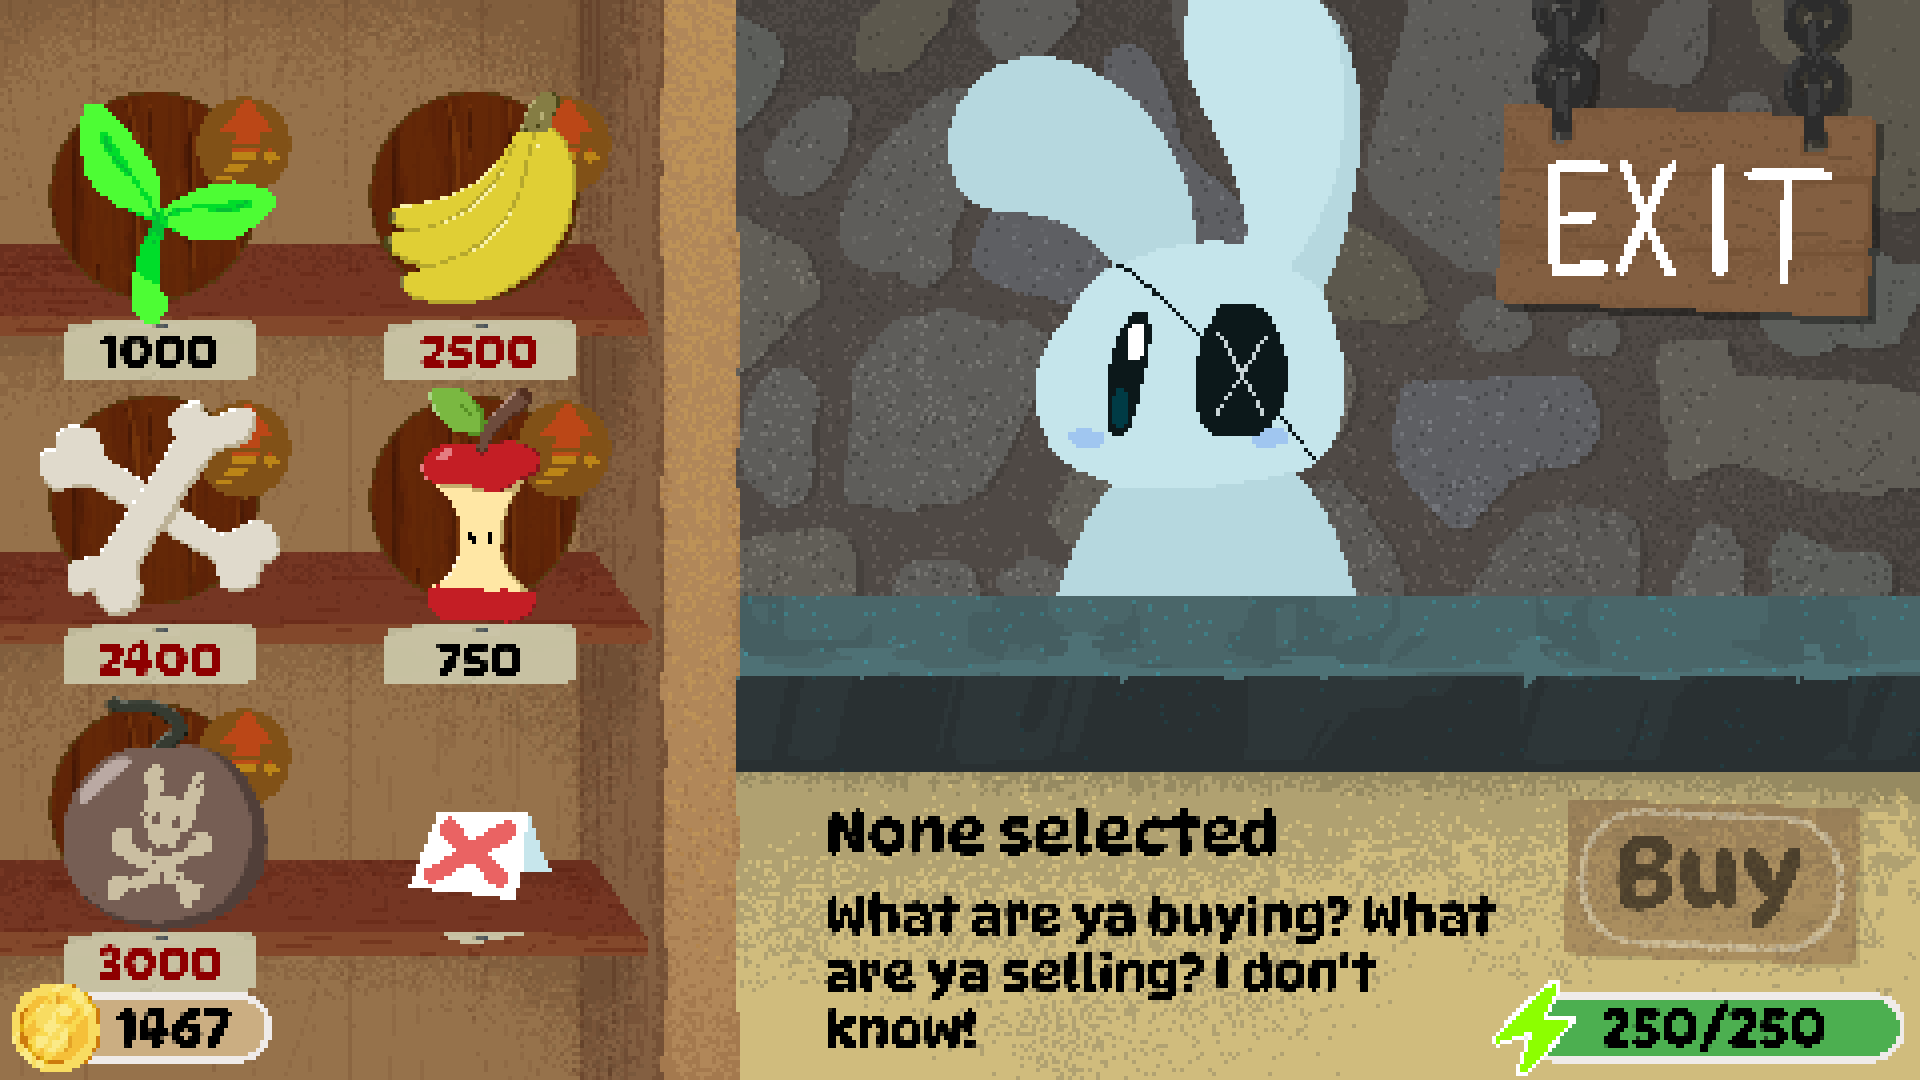 1000
2500
2400
750
3000
1467
EXIT
None selected
What are ya buying? What
are ya selling? I don't
know!
Buy
250/250